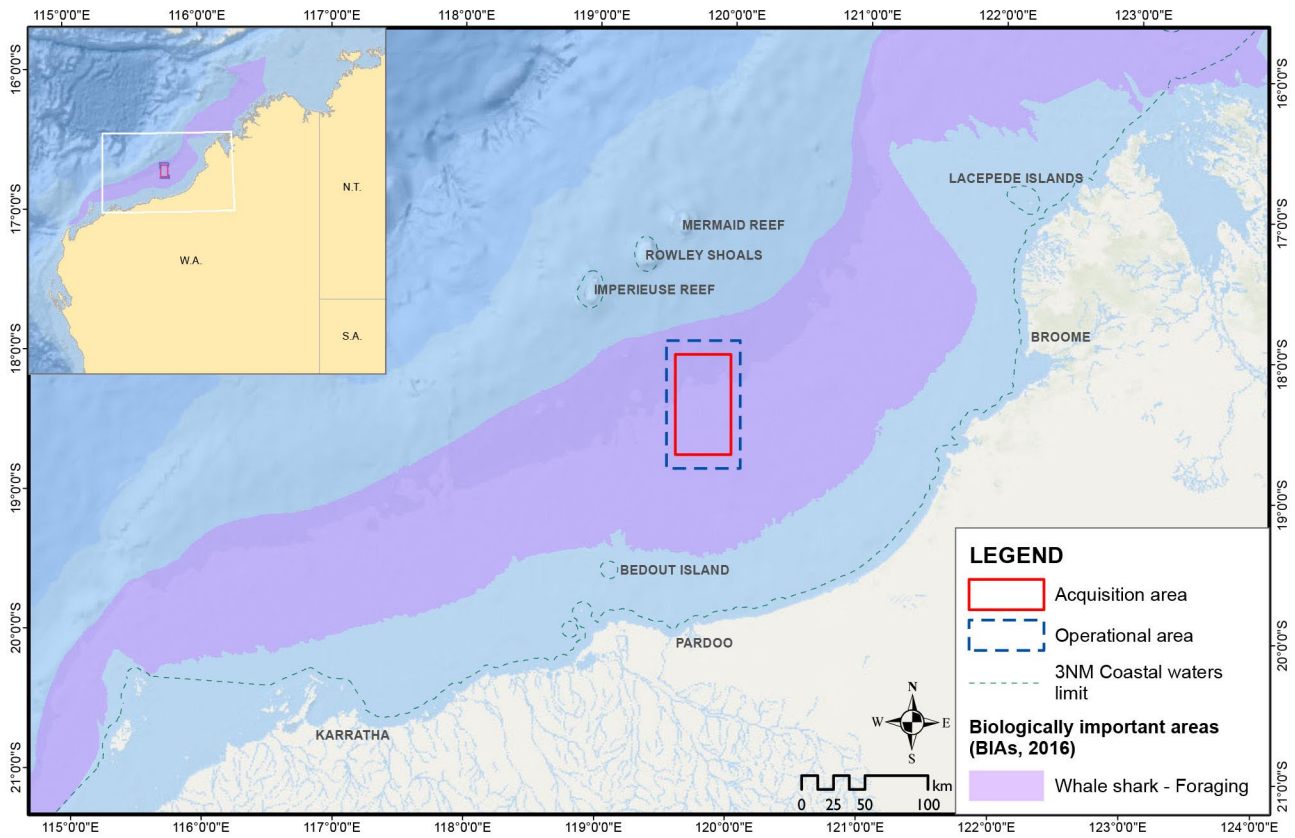 115°0'0"E
116°0'0"E
117°0'0"E
118°0'0"E
119°0'0"E
120°0'0"E
121°0'0"E
122°0'0"E
123°0'0"E
16°0'0"S
17°0'0"S
18°0'0"S
19°0'0"S
20°0'0"S
21°0'0"S
16°0'0"S
17°0'0"S
18°0'0"S
19°0'0"S
20°0'0"S
21°0'0"S
N.T.
W.A.
S.A.
LACEPEDE ISLANDS
MERMAID REEF
ROWLEY SHOALS
IMPERIEUSE REEF
BROOME
BEDOUT ISLAND
PARDOO
KARRATHA
N
W
E
S
km
0 25 50 100
LEGEND
Acquisition area
Operational area
3NM Coastal waters
limit
Biologically important areas
(BIAs, 2016)
Whale shark - Foraging
115°0'0"E
116°0'0"E
117°0'0"E
118°0'0"E
119°0'0"E
120°0'0"E
121°0'0"E
122°0'0"E
123°0'0"E
124°0'0"E